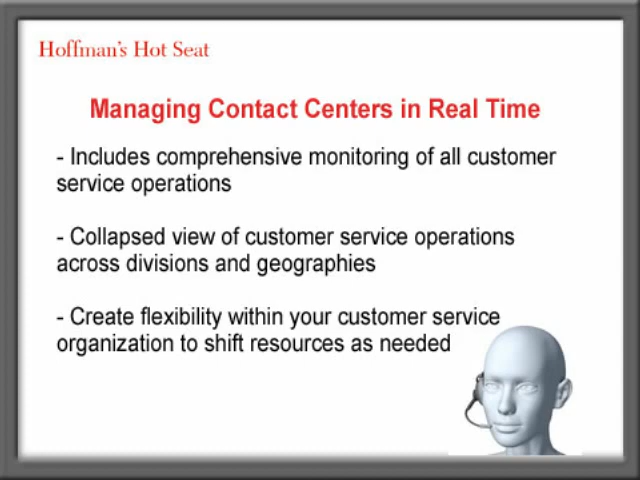 Hoffman's Hot Seat
Managing Contact Centers in Real Time
- Includes comprehensive monitoring of all customer
service operations
- Collapsed view of customer service operations
across divisions and geographies
- Create flexibility within your customer service
organization to shift resources as needed